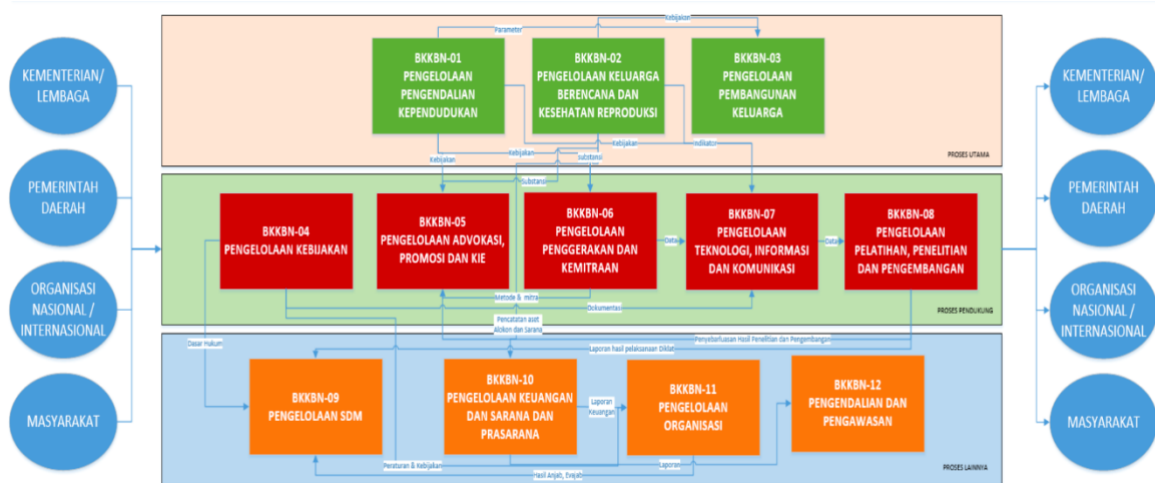 KEMENTERIAN/
LEMBAGA
PEMERINTAH
DAERAH
ORGANISASI
NASIONAL /
INTERNASIONAL
MASYARAKAT
Kebijakan
Parameter
BKKBN-01
PENGELOLAAN
PENGENDALIAN
KEPENDUDUKAN
BKKBN-02
PENGELOLAAN KELUARGA
BERENCANA DAN
KESEHATAN REPRODUKSI
BKKBN-03
PENGELOLAAN
PEMBANGUNAN
KELUARGA
Kebijakan
Kebijakan
Substansi
Kebijakan
Indikator
Substansi
PROSES UTAMA
BKKBN-04
PENGELOLAAN KEBIJAKAN
BKKBN-05
PENGELOLAAN ADVOKASI,
PROMOSI DAN KIE
BKKBN-06
PENGELOLAAN
PENGGERAKAN DAN
KEMITRAAN
Data
BKKBN-07
PENGELOLAAN
TEKNOLOGI, INFORMASI
DAN KOMUNIKASI
Data
BKKBN-08
PENGELOLAAN
PELATIHAN, PENELITIAN
DAN PENGEMBANGAN
Metode & mitra
Dokumentasi
PROSES PENDUKUNG
Pencatatan aset
Alokon dan Sarana
Dasar Hukum
Penyebarluasan Hasil Penelitian dan Pengembangan
Laporan hasil pelaksanaan Diklat
BKKBN-09
PENGELOLAAN SDM
BKKBN-10
PENGELOLAAN KEUANGAN
DAN SARANA DAN
PRASARANA
Laporan
Keuangan
BKKBN-11
PENGELOLAAN
ORGANISASI
BKKBN-12
PENGENDALIAN DAN
PENGAWASAN
Peraturan & Kebijakan
Laporan
Hasil Anjab, Evejab
PROSES LAINNYA
KEMENTERIAN/
LEMBAGA
PEMERINTAH
DAERAH
ORGANISASI
NASIONAL /
INTERNASIONAL
MASYARAKAT